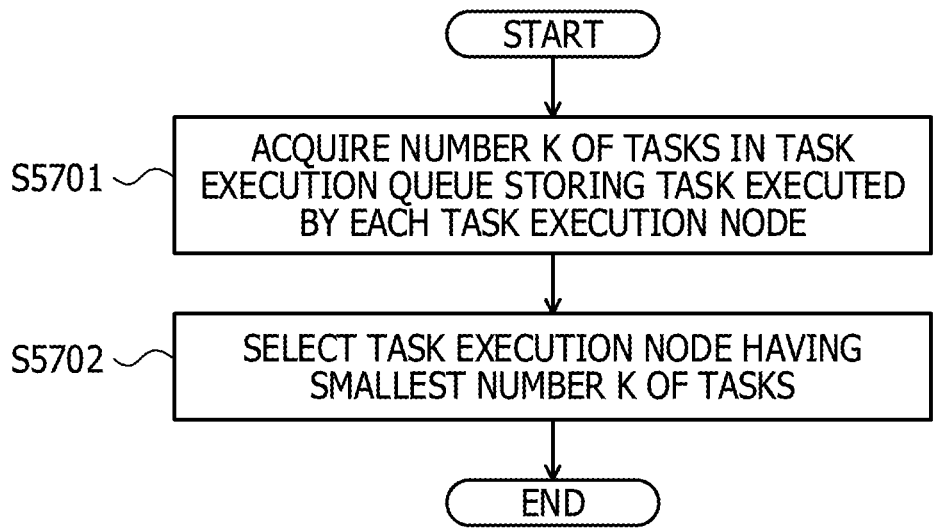 START
S5701
ACQUIRE NUMBER K OF TASKS IN TASK
EXECUTION QUEUE STORING TASK EXECUTED
BY EACH TASK EXECUTION NODE
S5702
SELECT TASK EXECUTION NODE HAVING
SMALLEST NUMBER K OF TASKS
END